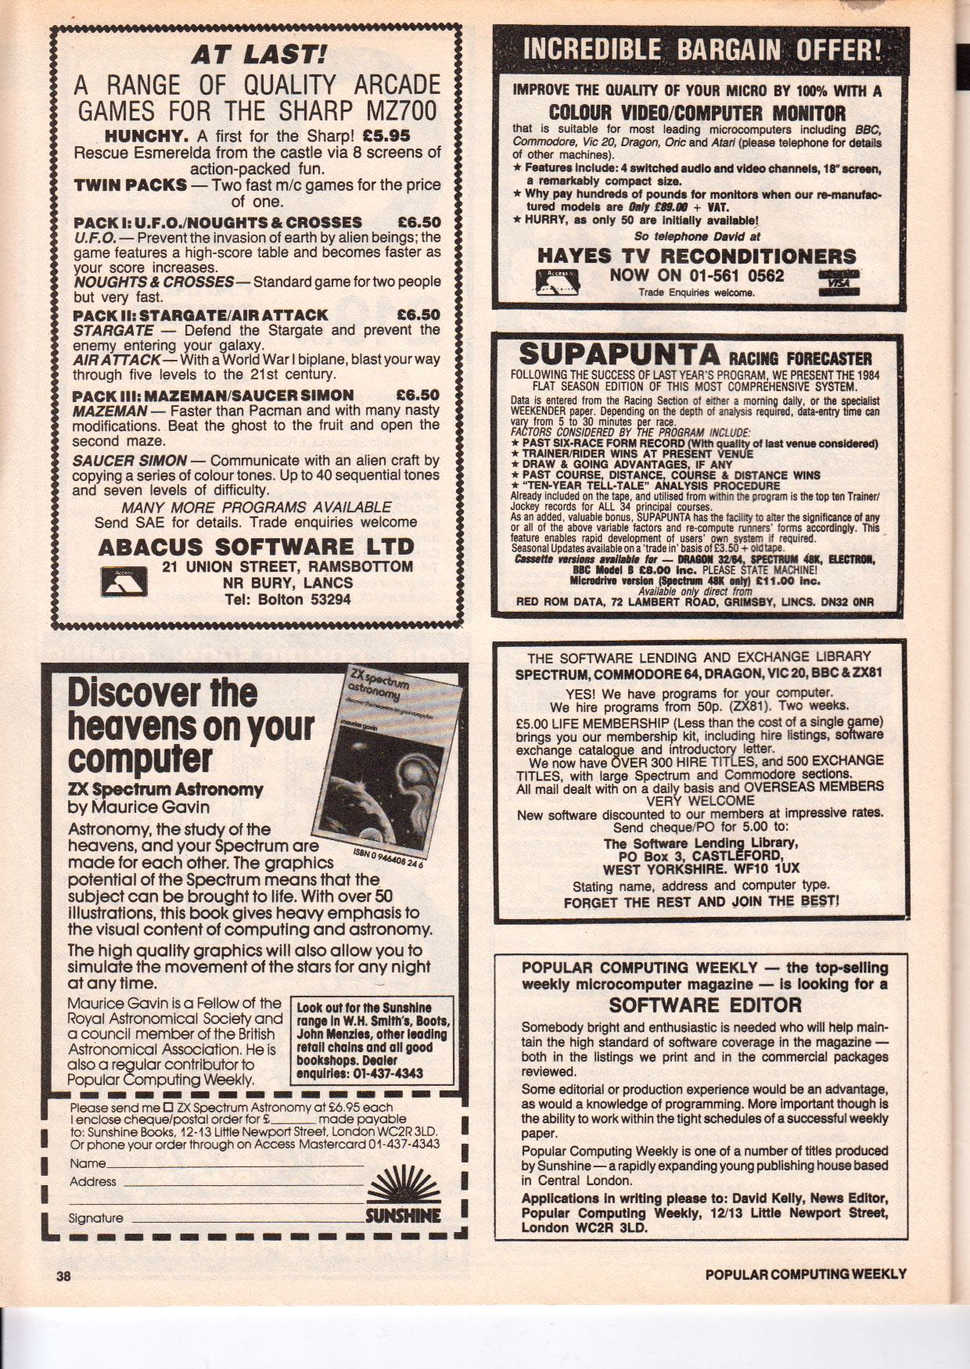 AT LAST!
A RANGE OF QUALITY ARCADE
GAMES FOR THE SHARP MZ700
HUNCHY. A first for the Sharp! £5.95
Rescue Esmerelda from the castle via 8 screens of
action-packed fun.
TWIN PACKS — Two fast m/c games for the price
of one.
PACK I: U.F.O./NOUGHTS & CROSSES £6.50
U.F.O. — Prevent the invasion of earth by alien beings; the
game features a high-score table and becomes faster as
your score increases.
NOUGHTS & CROSSES — Standard game for two people
but very fast.
PACK II: STARGATE/AIR ATTACK £6.50
STARGATE — Defend the Stargate and prevent the
enemy entering your galaxy.
AIR ATTACK — With a World War I biplane, blast your way
through five levels to the 21st century.
PACK III: MAZEMAN/SAUCER SIMON £6.50
MAZEMAN — Faster than Pacman and with many nasty
modifications. Beat the ghost to the fruit and open the
second maze.
SAUCER SIMON — Communicate with an alien craft by
copying a series of colour tones. Up to 40 sequential tones
and seven levels of difficulty.
MANY MORE PROGRAMS AVAILABLE
Send SAE for details. Trade enquiries welcome
ABACUS SOFTWARE LTD
21 UNION STREET, RAMSBOTTOM
NR BURY, LANCS
Tel: Bolton 53294
Access
Discover the
heavens on your
computer
ZX Spectrum Astronomy
by Maurice Gavin
ZX spectrum
astronomy
maurice gavin
ISBN 0 946408 24 6
Astronomy, the study of the
heavens, and your Spectrum are
made for each other. The graphics
potential of the Spectrum means that the
subject can be brought to life. With over 50
illustrations, this book gives heavy emphasis to
the visual content of computing and astronomy.
The high quality graphics will also allow you to
simulate the movement of the stars for any night
at any time.
Maurice Gavin is a Fellow of the
Royal Astronomical Society and
a council member of the British
Astronomical Association. He is
also a regular contributor to
Popular Computing Weekly.
Look out for the Sunshine
range in W.H. Smith's, Boots,
John Menzies, other leading
retail chains and all good
bookshops. Dealer
enquiries: 01-437-4343
Please send me ☐ ZX Spectrum Astronomy at £6.95 each
I enclose cheque/postal order for £______ made payable
to: Sunshine Books, 12-13 Little Newport Street, London WC2R 3LD.
Or phone your order through on Access Mastercard 01-437-4343
Name
Address
Signature
SUNSHINE
INCREDIBLE BARGAIN OFFER!
IMPROVE THE QUALITY OF YOUR MICRO BY 100% WITH A
COLOUR VIDEO/COMPUTER MONITOR
that is suitable for most leading microcomputers including BBC,
Commodore, Vic 20, Dragon, Oric and Atari (please telephone for details
of other machines).
★ Features include: 4 switched audio and video channels, 18" screen,
a remarkably compact size.
★ Why pay hundreds of pounds for monitors when our re-manufac-
tured models are Only £89.00 + VAT.
★ HURRY, as only 50 are initially available!
So telephone David at
HAYES TV RECONDITIONERS
NOW ON 01-561 0562
Trade Enquiries welcome.
Access
VISA
SUPAPUNTA RACING FORECASTER
FOLLOWING THE SUCCESS OF LAST YEAR'S PROGRAM, WE PRESENT THE 1984
FLAT SEASON EDITION OF THIS MOST COMPREHENSIVE SYSTEM.
Data is entered from the Racing Section of either a morning daily, or the specialist
WEEKENDER paper. Depending on the depth of analysis required, data-entry time can
vary from 5 to 30 minutes per race.
FACTORS CONSIDERED BY THE PROGRAM INCLUDE:
★ PAST SIX-RACE FORM RECORD (With quality of last venue considered)
★ TRAINER/RIDER WINS AT PRESENT VENUE
★ DRAW & GOING ADVANTAGES, IF ANY
★ PAST COURSE, DISTANCE, COURSE & DISTANCE WINS
★ "TEN-YEAR TELL-TALE" ANALYSIS PROCEDURE
Already included on the tape, and utilised from within the program is the top ten Trainer/
Jockey records for ALL 34 principal courses.
As an added, valuable bonus, SUPAPUNTA has the facility to alter the significance of any
or all of the above variable factors and re-compute runners' forms accordingly. This
feature enables rapid development of users' own system if required.
Seasonal Updates available on a 'trade in' basis of £3.50 + old tape.
Cassette versions available for — DRAGON 32/64, SPECTRUM 48K, ELECTRON,
BBC Model B £8.00 inc. PLEASE STATE MACHINE!
Microdrive version (Spectrum 48K only) £11.00 inc.
Available only direct from
RED ROM DATA, 72 LAMBERT ROAD, GRIMSBY, LINCS. DN32 0NR
THE SOFTWARE LENDING AND EXCHANGE LIBRARY
SPECTRUM, COMMODORE 64, DRAGON, VIC 20, BBC & ZX81
YES! We have programs for your computer.
We hire programs from 50p. (ZX81). Two weeks.
£5.00 LIFE MEMBERSHIP (Less than the cost of a single game)
brings you our membership kit, including hire listings, software
exchange catalogue and introductory letter.
We now have OVER 300 HIRE TITLES, and 500 EXCHANGE
TITLES, with large Spectrum and Commodore sections.
All mail dealt with on a daily basis and OVERSEAS MEMBERS
VERY WELCOME
New software discounted to our members at impressive rates.
Send cheque/PO for 5.00 to:
The Software Lending Library,
PO Box 3, CASTLEFORD,
WEST YORKSHIRE. WF10 1UX
Stating name, address and computer type.
FORGET THE REST AND JOIN THE BEST!
POPULAR COMPUTING WEEKLY — the top-selling
weekly microcomputer magazine — is looking for a
SOFTWARE EDITOR
Somebody bright and enthusiastic is needed who will help main-
tain the high standard of software coverage in the magazine —
both in the listings we print and in the commercial packages
reviewed.
Some editorial or production experience would be an advantage,
as would a knowledge of programming. More important though is
the ability to work within the tight schedules of a successful weekly
paper.
Popular Computing Weekly is one of a number of titles produced
by Sunshine — a rapidly expanding young publishing house based
in Central London.
Applications in writing please to: David Kelly, News Editor,
Popular Computing Weekly, 12/13 Little Newport Street,
London WC2R 3LD.
38
POPULAR COMPUTING WEEKLY